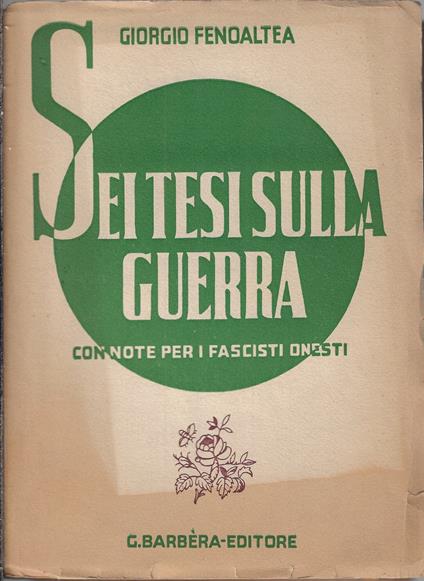 GIORGIO FENOALTEA
SEI TESI SULLA
GUERRA
CON NOTE PER I FASCISTI ONESTI
G. BARBÈRA-EDITORE